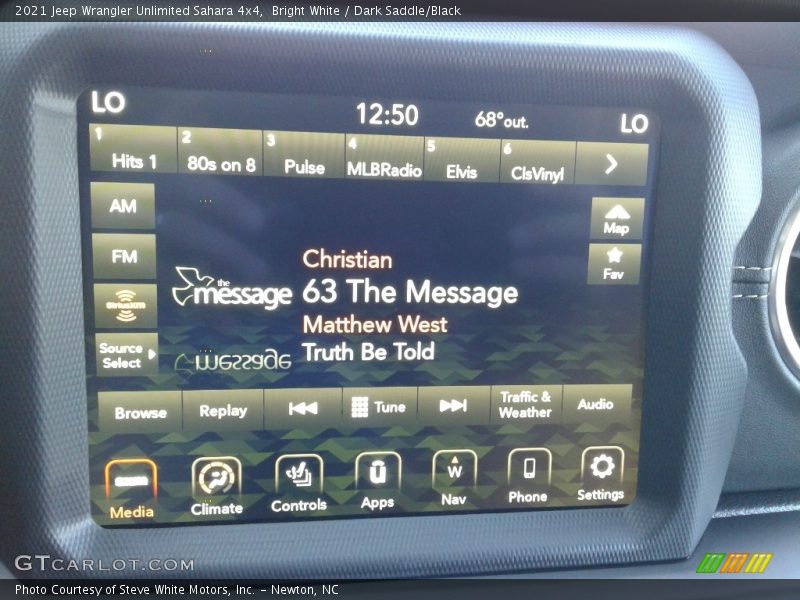 2021 Jeep Wrangler Unlimited Sahara 4x4,  Bright White / Dark Saddle/Black
LO 12:50 68° out. LO
1 Hits 1 2 80s on 8 3 Pulse 4 MLBRadio 5 Elvis 6 ClsVinyl
AM
Map
FM
Fav
SiriusXM
Christian
the message
63 The Message
Matthew West
Truth Be Told
Source Select
message
Browse Replay Tune Traffic & Weather Audio
Media Climate Controls Apps W Nav Phone Settings
GTCARLOT.COM
Photo Courtesy of Steve White Motors, Inc. – Newton, NC